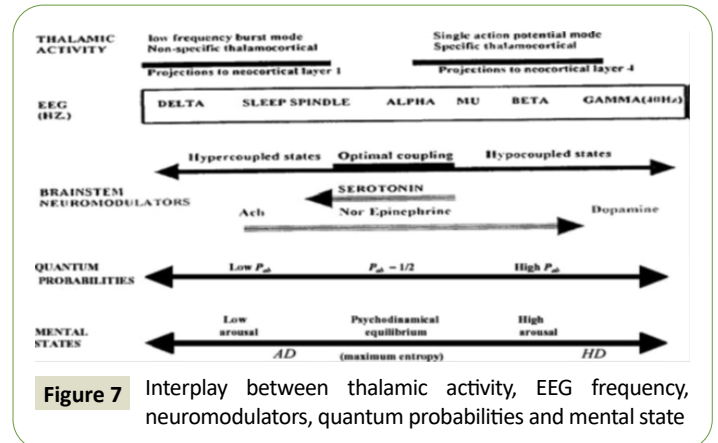 THALAMIC ACTIVITY
low frequency burst mode
Non-specific thalamocortical
Projections to neocortical layer 1
Single action potential mode
Specific thalamocortical
Projections to neocortical layer 4
EEG (HZ.)
DELTA SLEEP SPINDLE ALPHA MU BETA GAMMA(40Hz)
Hypercoupled states Optimal coupling Hypocoupled states
BRAINSTEM NEUROMODULATORS
SEROTONIN
Ach Nor Epinephrine Dopamine
QUANTUM PROBABILITIES
Low P_ab P_ab = 1/2 High P_ab
MENTAL STATES
Low arousal
Psychodinamical equilibrium
(maximum entropy)
High arousal
AD HD
Figure 7 Interplay between thalamic activity, EEG frequency,
neuromodulators, quantum probabilities and mental state